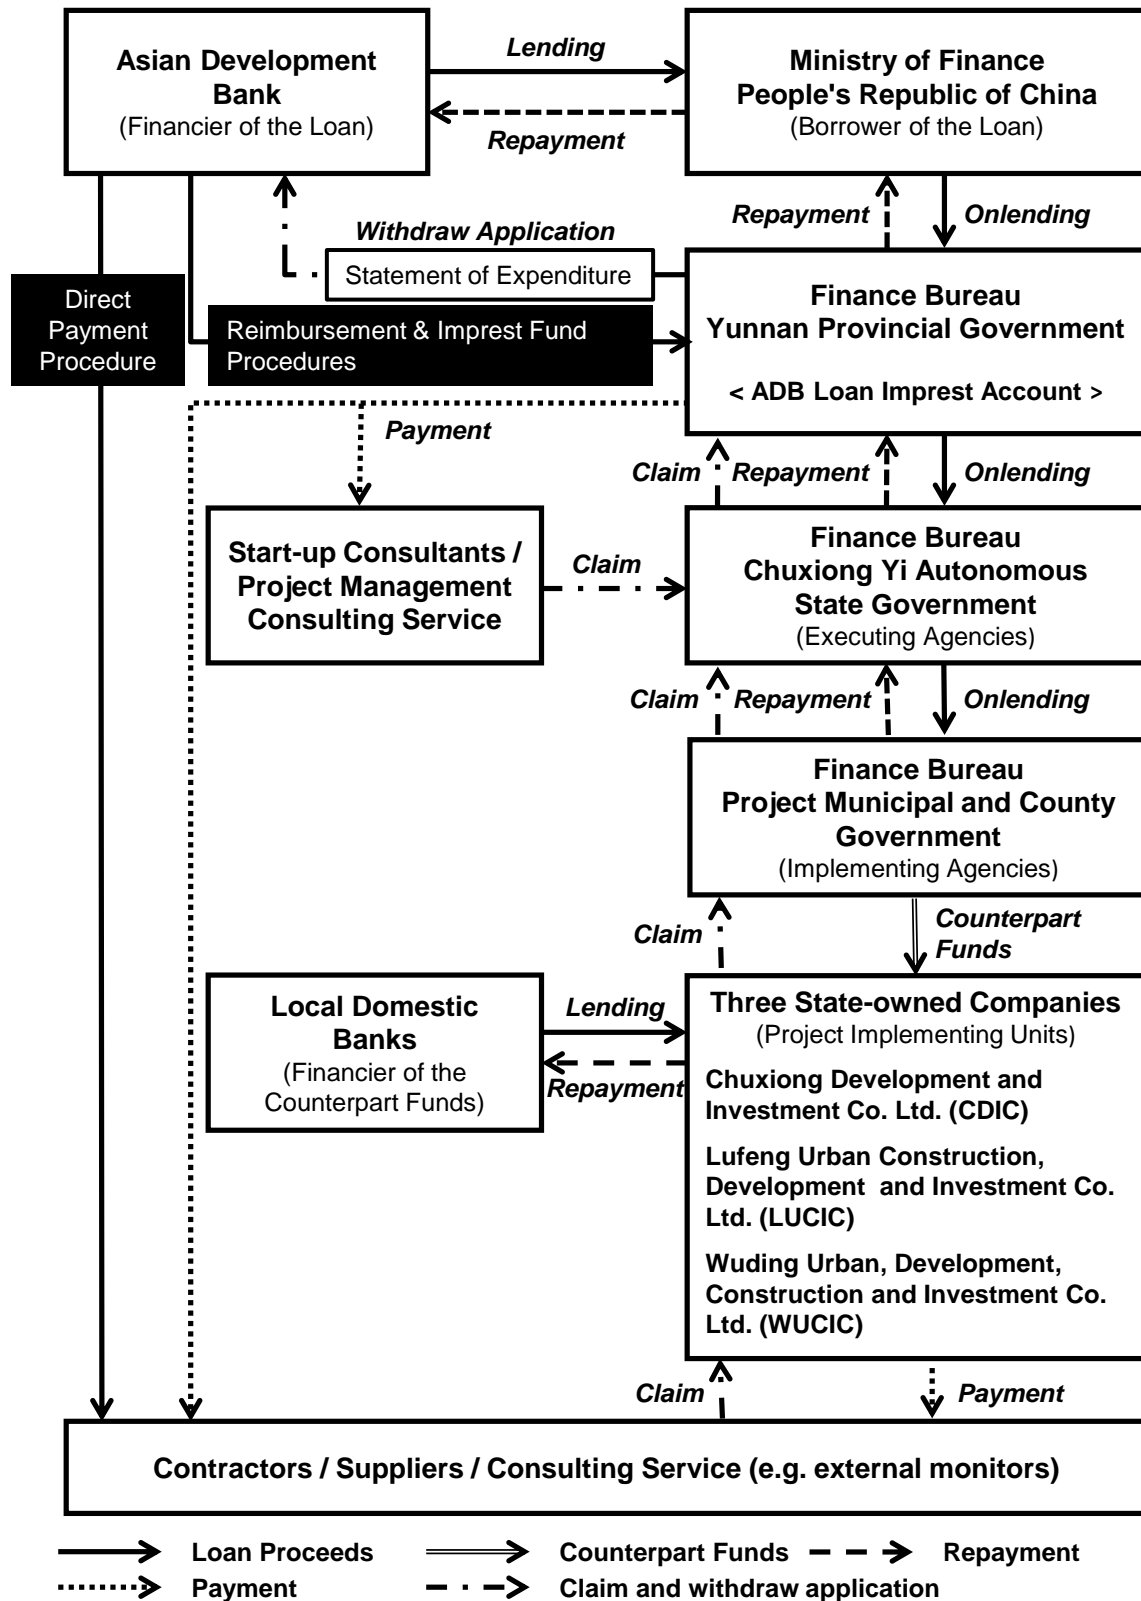 Asian Development
Bank
(Financier of the Loan)
Lending
Repayment
Ministry of Finance
People's Republic of China
(Borrower of the Loan)
Repayment
Onlending
Withdraw Application
Statement of Expenditure
Direct
Payment
Procedure
Reimbursement & Imprest Fund
Procedures
Finance Bureau
Yunnan Provincial Government
< ADB Loan Imprest Account >
Payment
Claim
Repayment
Onlending
Start-up Consultants /
Project Management
Consulting Service
Claim
Finance Bureau
Chuxiong Yi Autonomous
State Government
(Executing Agencies)
Claim
Repayment
Onlending
Finance Bureau
Project Municipal and County
Government
(Implementing Agencies)
Claim
Counterpart
Funds
Local Domestic
Banks
(Financier of the
Counterpart Funds)
Lending
Repayment
Three State-owned Companies
(Project Implementing Units)
Chuxiong Development and
Investment Co. Ltd. (CDIC)
Lufeng Urban Construction,
Development and Investment Co.
Ltd. (LUCIC)
Wuding Urban, Development,
Construction and Investment Co.
Ltd. (WUCIC)
Claim
Payment
Contractors / Suppliers / Consulting Service (e.g. external monitors)
Loan Proceeds
Counterpart Funds
Repayment
Payment
Claim and withdraw application